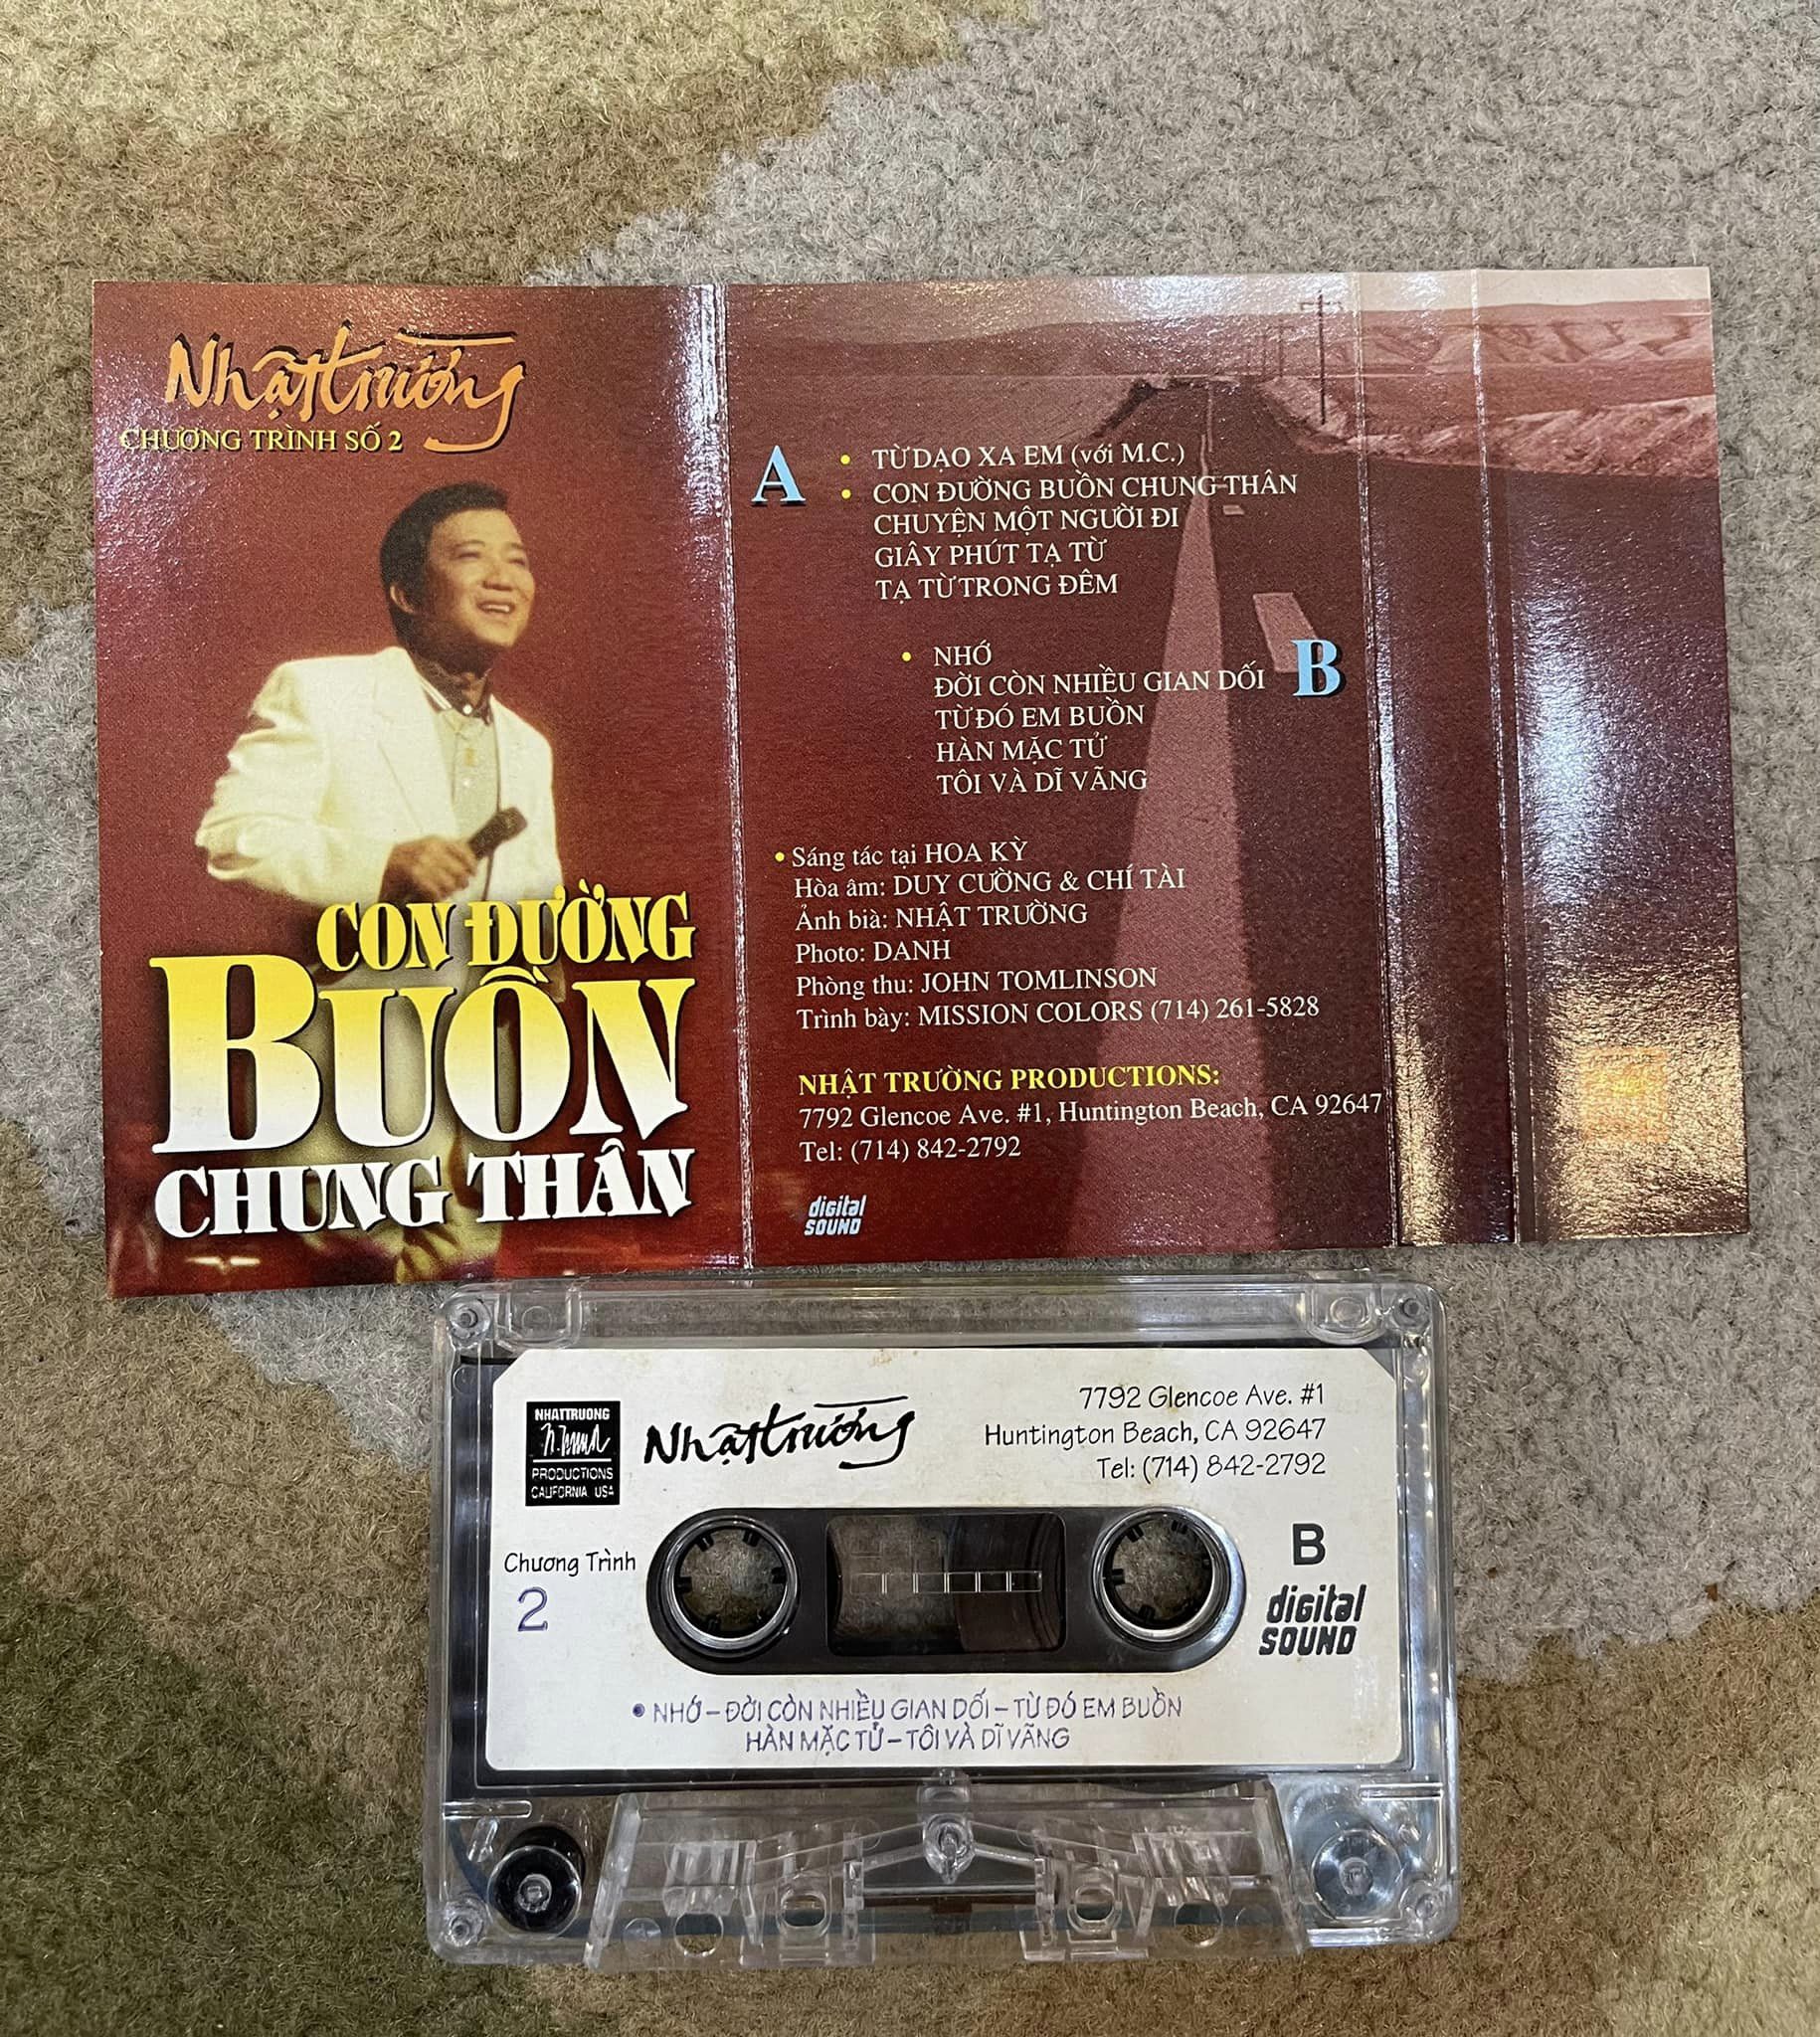 Nhật Trường
CHƯƠNG TRÌNH SỐ 2
CON ĐƯỜNG
BUỒN
CHUNG THÂN
A
• TỪ DẠO XA EM (với M.C.)
• CON ĐƯỜNG BUỒN CHUNG THÂN
CHUYỆN MỘT NGƯỜI ĐI
GIÂY PHÚT TẠ TỪ
TẠ TỪ TRONG ĐÊM
B
• NHỚ
ĐỜI CÒN NHIỀU GIAN DỐI
TỪ ĐÓ EM BUỒN
HÀN MẶC TỬ
TÔI VÀ DĨ VÃNG
• Sáng tác tại HOA KỲ
Hòa âm: DUY CƯỜNG & CHÍ TÀI
Ảnh bià: NHẬT TRƯỜNG
Photo: DANH
Phòng thu: JOHN TOMLINSON
Trình bày: MISSION COLORS (714) 261-5828
NHẬT TRƯỜNG PRODUCTIONS:
7792 Glencoe Ave. #1, Huntington Beach, CA 92647
Tel: (714) 842-2792
digital
SOUND
NHATTRUONG
PRODUCTIONS
CALIFORNIA USA
Nhật Trường
7792 Glencoe Ave. #1
Huntington Beach, CA 92647
Tel: (714) 842-2792
Chương Trình
2
B
digital
SOUND
• NHỚ – ĐỜI CÒN NHIỀU GIAN DỐI – TỪ ĐÓ EM BUỒN
HÀN MẶC TỬ – TÔI VÀ DĨ VÃNG